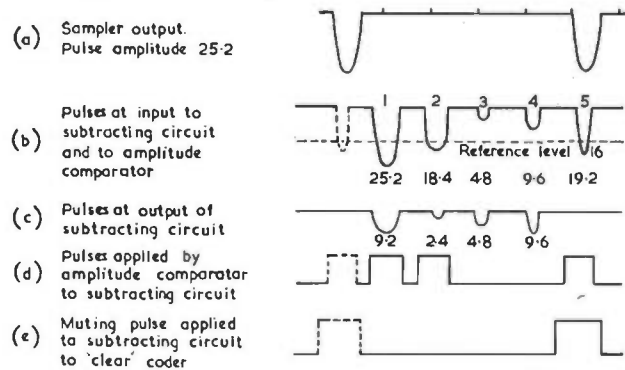 (a) Sampler output.
Pulse amplitude 25·2
(b) Pulses at input to
subtracting circuit
and to amplitude
comparator
1 2 3 4 5
Reference level 16
25·2 18·4 4·8 9·6 19·2
(c) Pulses at output of
subtracting circuit
9·2 2·4 4·8 9·6
(d) Pulses applied by
amplitude comparator
to subtracting circuit
(e) Muting pulse applied
ta subtracting circuit
to 'clear' coder